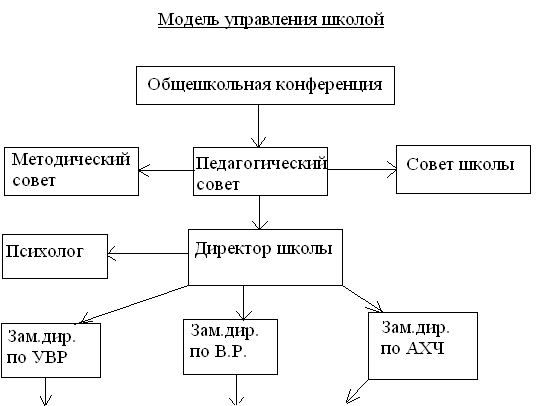 Модель управления школой
Общешкольная конференция
Методический
совет
Педагогический
совет
Совет школы
Психолог
Директор школы
Зам.дир.
по УВР
Зам.дир.
по В.Р.
Зам.дир.
по АХЧ